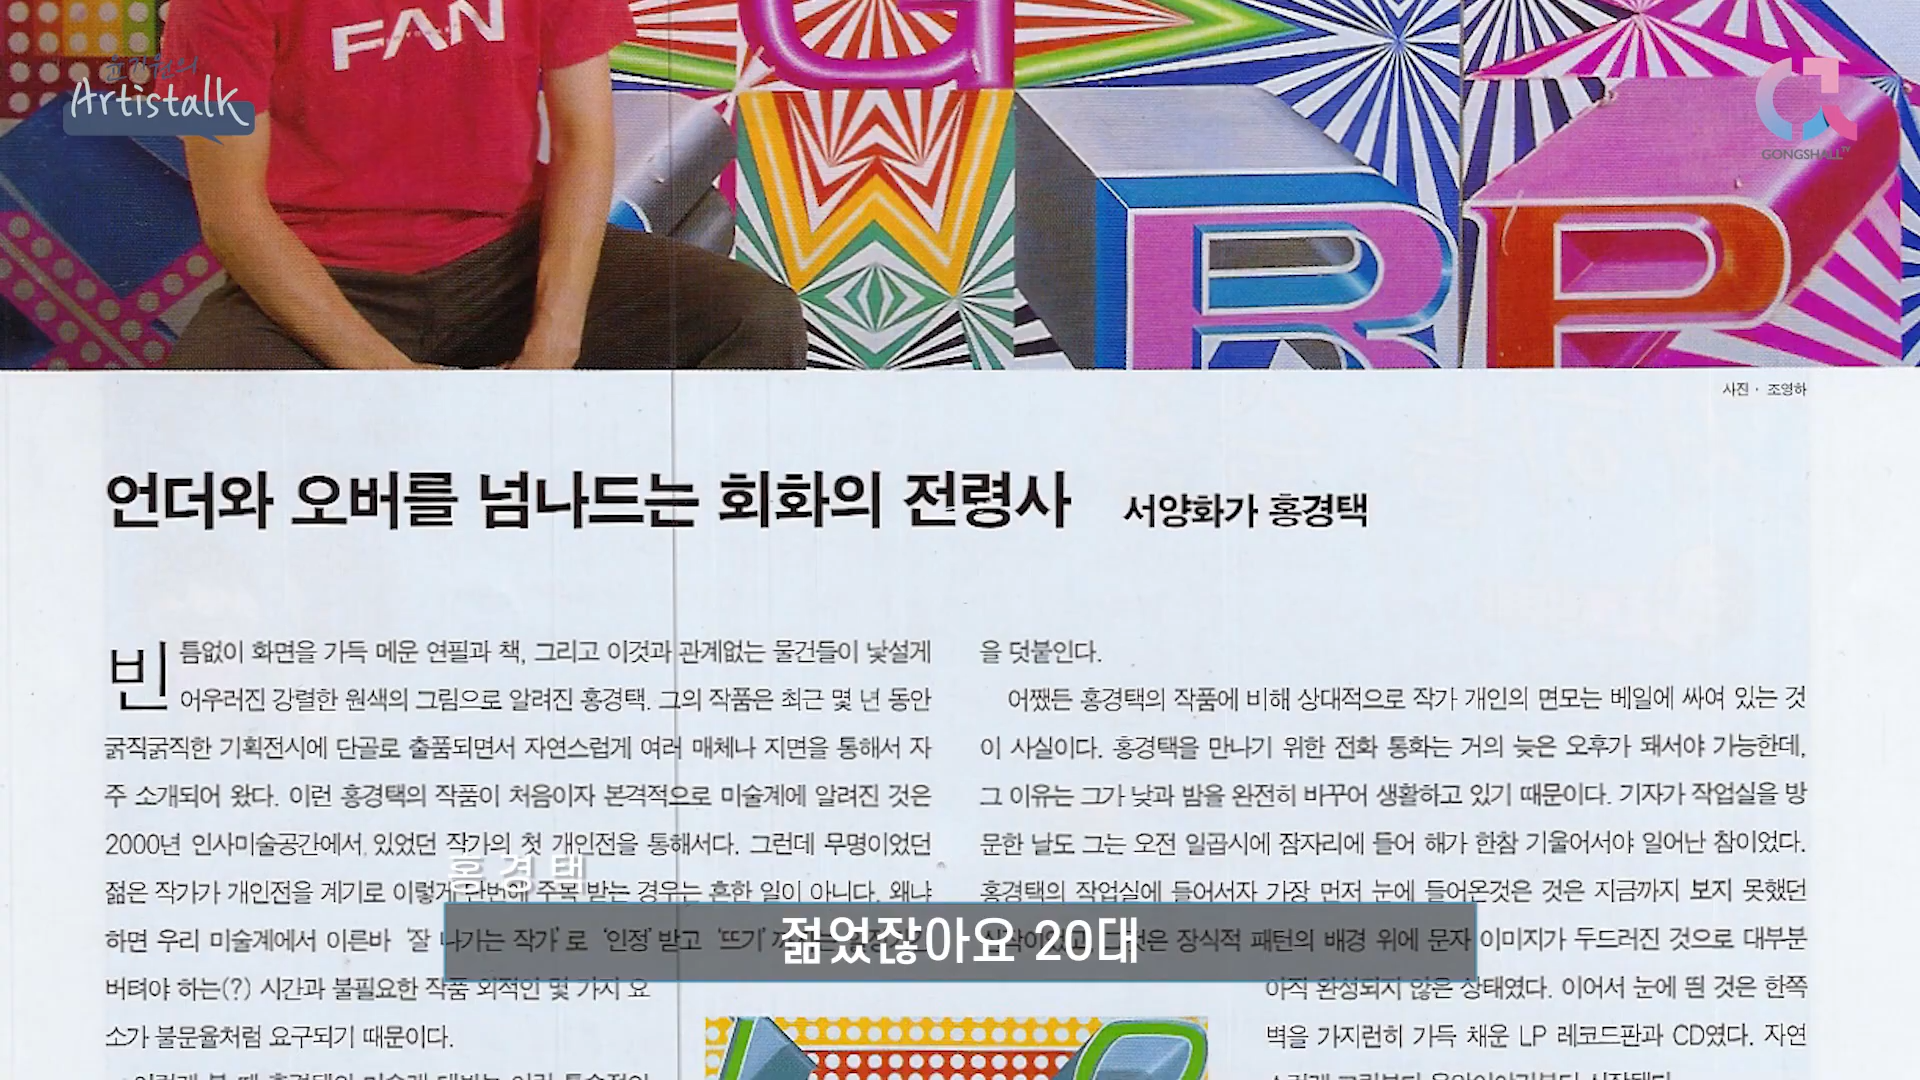 FAN
윤기원의
Artistalk
G
R
P
GONGSHALL TV
사진 · 조영하
언더와 오버를 넘나드는 회화의 전령사 서양화가 홍경택
빈틈없이 화면을 가득 메운 연필과 책, 그리고 이것과 관계없는 물건들이 낯설게
어우러진 강렬한 원색의 그림으로 알려진 홍경택. 그의 작품은 최근 몇 년 동안
굵직굵직한 기획전시에 단골로 출품되면서 자연스럽게 여러 매체나 지면을 통해서 자
주 소개되어 왔다. 이런 홍경택의 작품이 처음이자 본격적으로 미술계에 알려진 것은
2000년 인사미술공간에서 있었던 작가의 첫 개인전을 통해서다. 그런데 무명이었던
젊은 작가가 개인전을 계기로 이렇게 단번에 주목 받는 경우는 흔한 일이 아니다. 왜냐
하면 우리 미술계에서 이른바 ‘잘 나가는 작가’로 ‘인정’받고 ‘뜨기’
버텨야 하는(?) 시간과 불필요한 작품 외적인 몇 가지 요
소가 불문율처럼 요구되기 때문이다.
을 덧붙인다.
어쨌든 홍경택의 작품에 비해 상대적으로 작가 개인의 면모는 베일에 싸여 있는 것
이 사실이다. 홍경택을 만나기 위한 전화 통화는 거의 늦은 오후가 돼서야 가능한데,
그 이유는 그가 낮과 밤을 완전히 바꾸어 생활하고 있기 때문이다. 기자가 작업실을 방
문한 날도 그는 오전 일곱시에 잠자리에 들어 해가 한참 기울어서야 일어난 참이었다.
홍경택의 작업실에 들어서자 가장 먼저 눈에 들어온것은 것은 지금까지 보지 못했던
장식적 패턴의 배경 위에 문자 이미지가 두드러진 것으로 대부분
아직 완성되지 않은 상태였다. 이어서 눈에 띈 것은 한쪽
벽을 가지런히 가득 채운 LP 레코드판과 CD였다. 자연
홍경택
젊었잖아요 20대